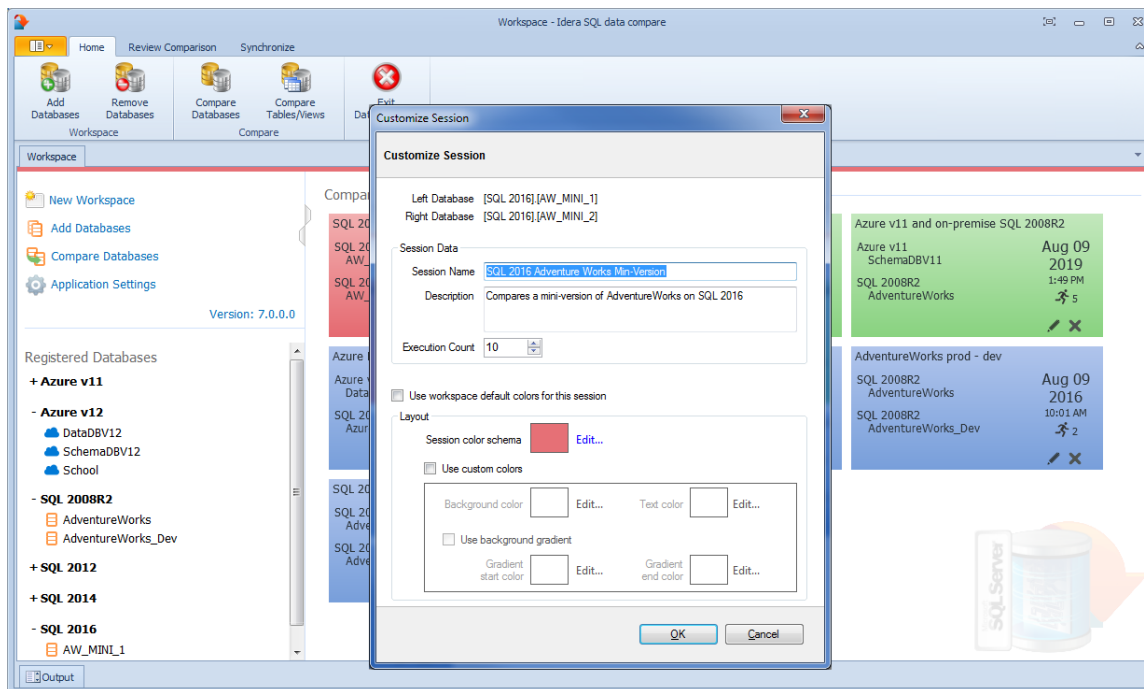 Workspace - Idera SQL data compare
Home Review Comparison Synchronize
Add Databases
Remove Databases
Compare Databases
Compare Tables/Views
Exit
Workspace
Compare
Workspace
New Workspace
Add Databases
Compare Databases
Application Settings
Version: 7.0.0.0
Registered Databases
+ Azure v11
- Azure v12
DataDBV12
SchemaDBV12
School
- SQL 2008R2
AdventureWorks
AdventureWorks_Dev
+ SQL 2012
+ SQL 2014
- SQL 2016
AW_MINI_1
Output
Customize Session
Customize Session
Left Database [SQL 2016].[AW_MINI_1]
Right Database [SQL 2016].[AW_MINI_2]
Session Data
Session Name SQL 2016 Adventure Works Min-Version
Description Compares a mini-version of AdventureWorks on SQL 2016
Execution Count 10
Use workspace default colors for this session
Layout
Session color schema Edit...
Use custom colors
Background color Edit... Text color Edit...
Use background gradient
Gradient start color Edit... Gradient end color Edit...
OK Cancel
Azure v11 and on-premise SQL 2008R2
Azure v11
SchemaDBV11
SQL 2008R2
AdventureWorks
Aug 09
2019
1:49 PM
5
AdventureWorks prod - dev
SQL 2008R2
AdventureWorks
SQL 2008R2
AdventureWorks_Dev
Aug 09
2016
10:01 AM
2
SQL Server